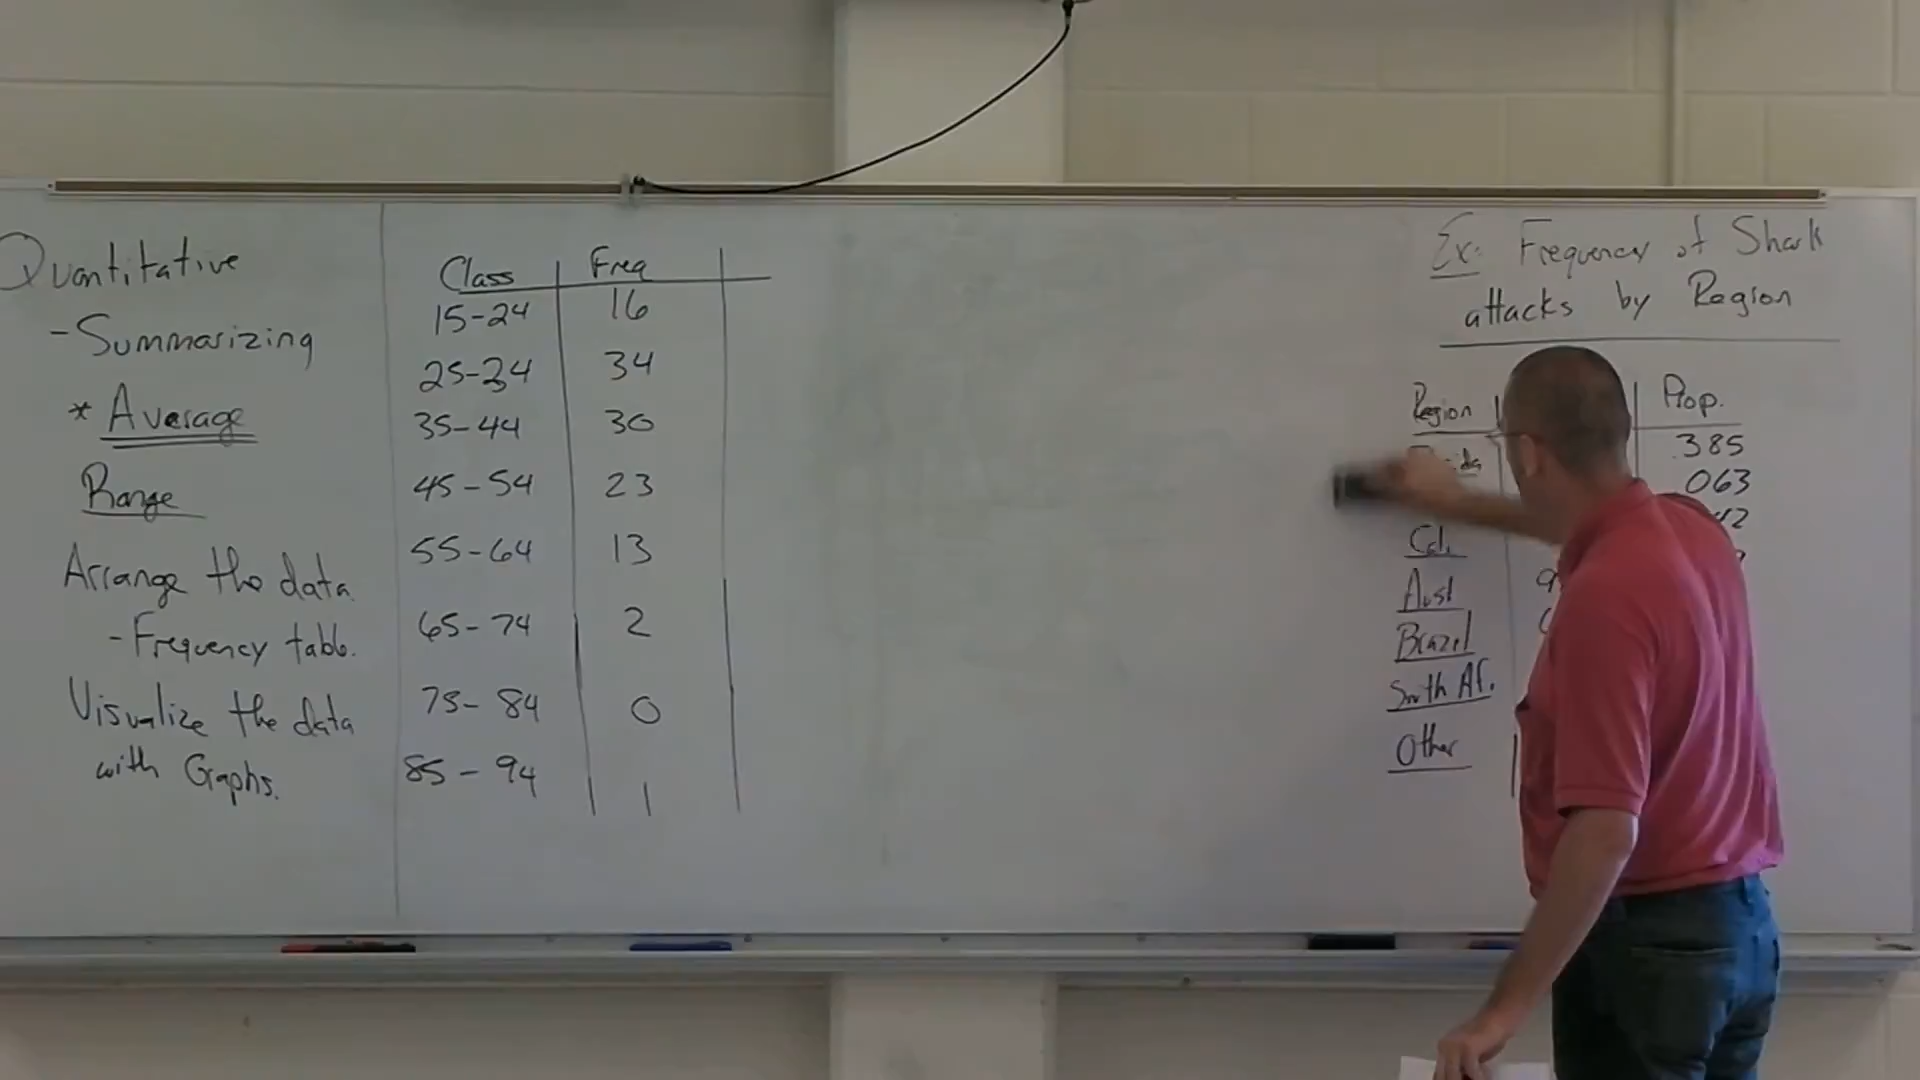 Quantitative
- Summarizing
* Average
Range
Arrange the data
- Frequency table.
Visualize the data
with Graphs.
Class Freq
15-24 16
25-34 34
35-44 30
45-54 23
55-64 13
65-74 2
75-84 0
85-94 1
Ex: Frequency of Shark
attacks by Region
Region Prop.
.385
.063
Cal.
Aust
Brazil
South Af.
Other